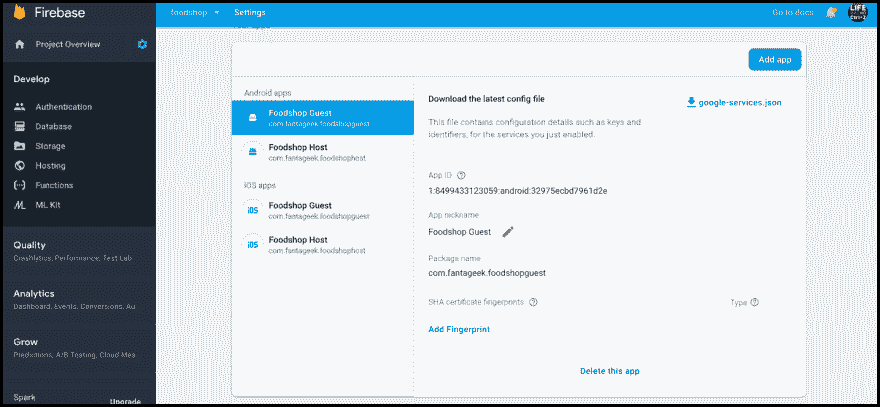 Firebase
foodshop
Settings
Go to docs
LIFE
Project Overview
Add app
Develop
Authentication
Database
Storage
Hosting
Functions
ML Kit
Quality
Crashlytics, Performance, Test Lab
Analytics
Dashboard, Events, Conversions, Au
Grow
Predictions, A/B Testing, Cloud Mes
Spark
Upgrade
Android apps
Foodshop Guest
com.fantageek.foodshopguest
Foodshop Host
com.fantageek.foodshophost
iOS apps
iOS
Foodshop Guest
com.fantageek.foodshopguest
iOS
Foodshop Host
com.fantageek.foodshophost
Download the latest config file
google-services.json
This file contains configuration details such as keys and
identifiers, for the services you just enabled.
App ID
1:8499433123059:android:32975ecbd7961d2e
App nickname
Foodshop Guest
Package name
com.fantageek.foodshopguest
SHA certificate fingerprints
Type
Add Fingerprint
Delete this app